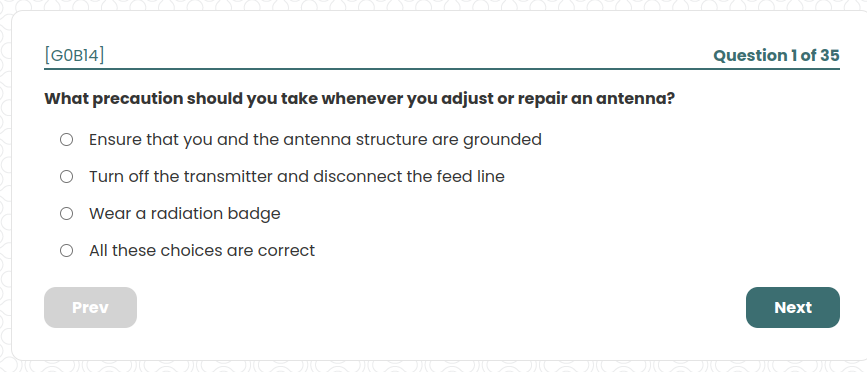 [G0B14]
Question 1 of 35
What precaution should you take whenever you adjust or repair an antenna?
Ensure that you and the antenna structure are grounded
Turn off the transmitter and disconnect the feed line
Wear a radiation badge
All these choices are correct
Prev
Next